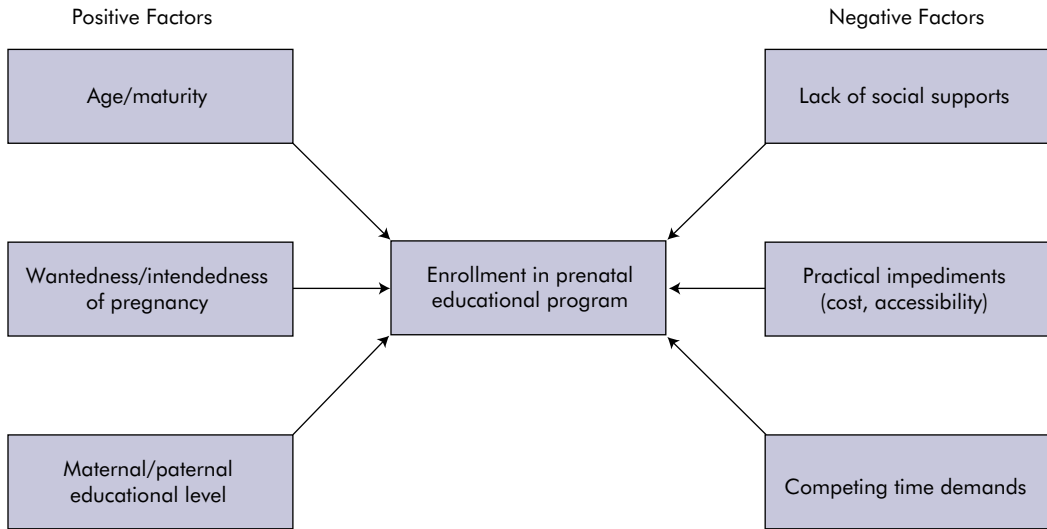 Positive Factors
Negative Factors
Age/maturity
Lack of social supports
Wantedness/intendedness
of pregnancy
Enrollment in prenatal
educational program
Practical impediments
(cost, accessibility)
Maternal/paternal
educational level
Competing time demands